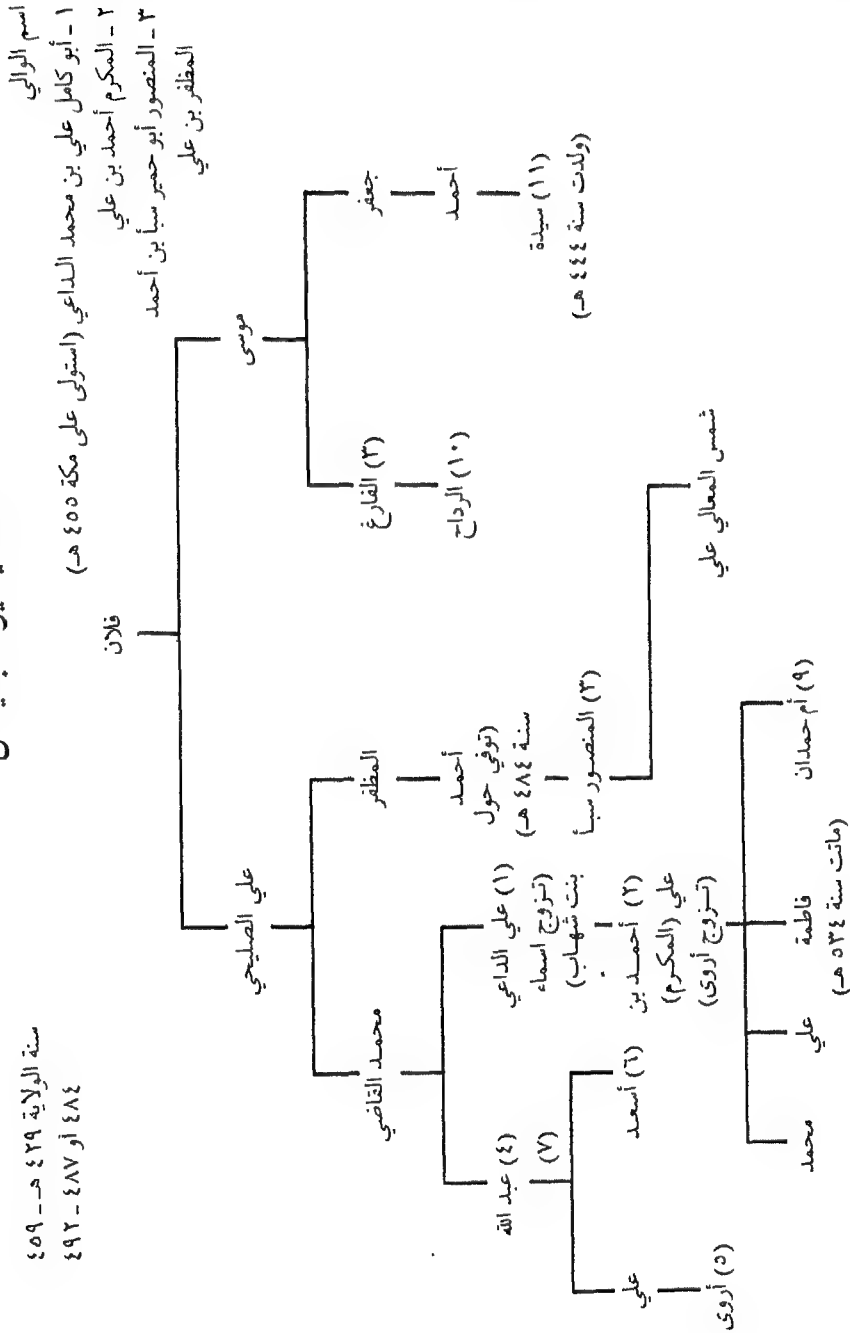 اسم الوالي
١ - أبو كامل علي بن محمد الداعي (استولى على مكة ٤٥٥ هـ)
٢ - المكرم أحمد بن علي
٣ - المنصور أبو حمير سبأ بن أحمد
المظفر بن علي
سنة الولاية ٤٢٩ هـ - ٤٥٩
٤٨٤ أو ٤٨٧ - ٤٩٢
فلان
موسى
علي الصليحي
جعفر
(٣) الفارغ
المظفر
محمد القاضي
أحمد
(١٠) الرداح
أحمد
(توفي حول
سنة ٤٨٤ هـ)
(١) علي الداعي
(تزوج اسماء
بنت شهاب)
(٤) عبد الله
(١١) سيدة
(ولدت سنة ٤٤٤ هـ)
(٣) المنصور سبأ
(٢) أحمد بن
علي (المكرم)
(تزوج أروى)
(٧)
(٦) أسعد
علي
شمس المعالي علي
(٩) أم حمدان
فاطمة
(ماتت سنة ٥٣٤ هـ)
علي
محمد
(٥) أروى